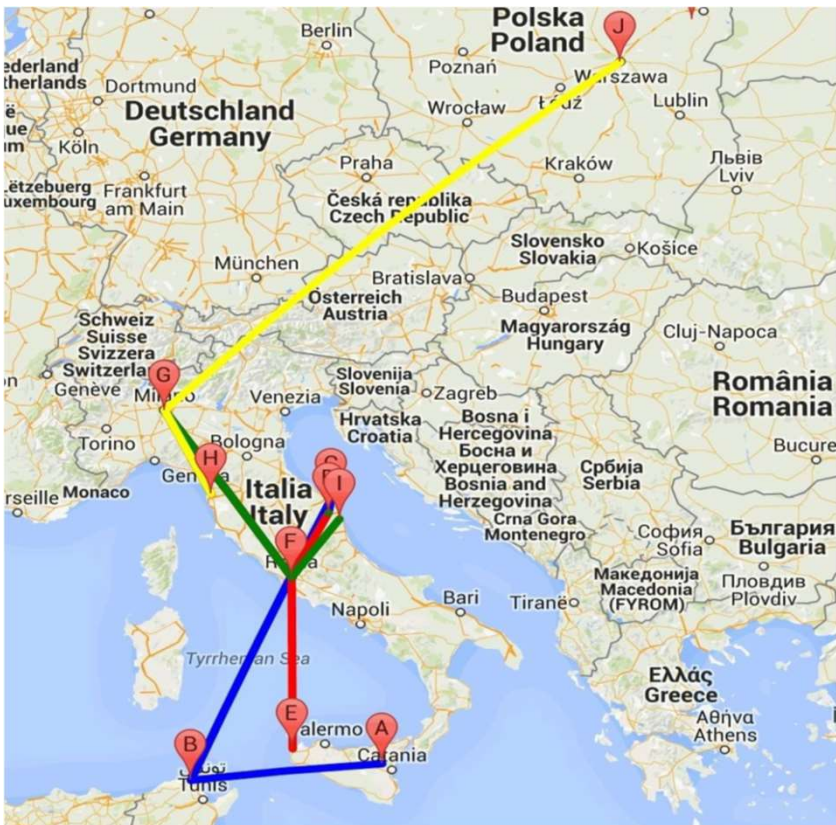 Polska
Poland
J
Berlin
Poznań
Warszawa
Łódź
Lublin
Wrocław
Dortmund
Deutschland
Germany
Köln
Praha
Kraków
Львів
Lviv
Frankfurt
am Main
Česká republika
Czech Republic
Slovensko
Slovakia
Košice
München
Bratislava
Österreich
Austria
Budapest
Magyarország
Hungary
Cluj-Napoca
Schweiz
Suisse
Svizzera
G
Genève
Milano
Venezia
Slovenija
Slovenia
Zagreb
România
Romania
Torino
Bologna
Hrvatska
Croatia
Bosna i
Hercegovina
Босна и
Херцеговина
Bosnia and
Herzegovina
Србија
Serbia
H
Monaco
Italia
Italy
I
Crna Gora
Montenegro
София
Sofia
България
Bulgaria
F
Македонија
Macedonia
(FYROM)
Пловдив
Plovdiv
Napoli
Bari
Tiranë
Tyrrhenian Sea
Ελλάς
Greece
Αθήνα
Athens
E
A
B
Catania
Tunis